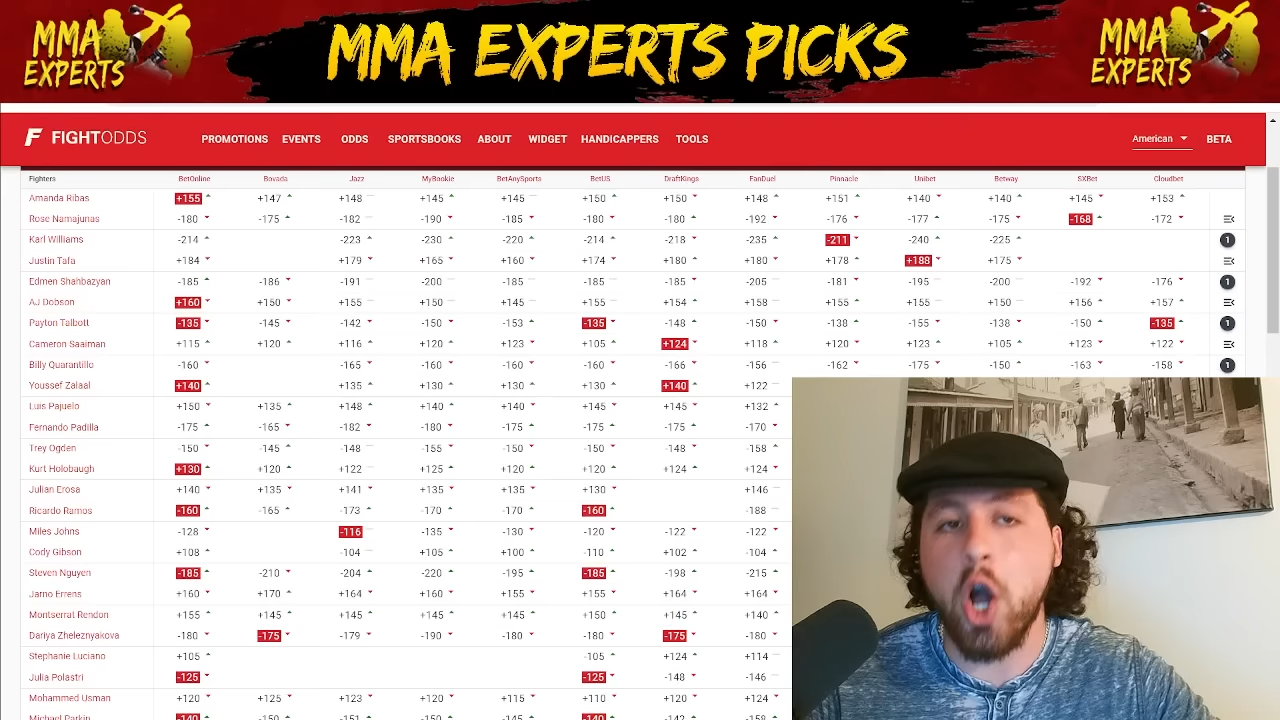 MMA EXPERTS
MMA EXPERTS PICKS
MMA EXPERTS
FIGHTODDS PROMOTIONS EVENTS ODDS SPORTSBOOKS ABOUT WIDGET HANDICAPPERS TOOLS American BETA
Fighters BetOnline Bovada Jazz MyBookie BetAnySports BetUS DraftKings FanDuel Pinnacle Unibet Betway SXBet Cloudbet
Amanda Ribas +155 +147 +148 +145 +145 +150 +150 +148 +151 +140 +140 +145 +153
Rose Namajunas -180 -175 -182 -190 -185 -180 -180 -192 -176 -177 -175 -168 -172
Karl Williams -214 -223 -230 -220 -214 -218 -235 -211 -240 -225 1
Justin Tafa +184 +179 +165 +160 +174 +180 +180 +178 +188 +175
Edmen Shahbazyan -185 -186 -191 -200 -185 -185 -185 -205 -181 -195 -200 -192 -176 1
AJ Dobson +160 +150 +155 +150 +145 +155 +154 +158 +155 +155 +150 +156 +157
Payton Talbott -135 -145 -142 -150 -153 -135 -148 -150 -138 -155 -138 -150 -135 1
Cameron Saaiman +115 +120 +116 +120 +123 +105 +124 +118 +120 +123 +105 +123 +122
Billy Quarantillo -160 -165 -160 -160 -160 -166 -156 -162 -175 -150 -163 -158 1
Youssef Zalaal +140 +135 +130 +130 +130 +140 +122
Luis Pajuelo +150 +135 +148 +140 +140 +145 +145 +132
Fernando Padilla -175 -165 -182 -180 -175 -175 -175 -170
Trey Ogden -150 -145 -148 -155 -150 -150 -148 -158
Kurt Holobaugh +130 +120 +122 +125 +120 +120 +124 +124
Julian Erosa +140 +135 +141 +135 +135 +130 +146
Ricardo Ramos -160 -165 -173 -170 -170 -160 -188
Miles Johns -128 -116 -135 -130 -120 -122 -122
Cody Gibson +108 -104 +105 +100 -110 +102 -104
Steven Nguyen -185 -210 -204 -220 -195 -185 -198 -215
Jarno Errens +160 +170 +164 +160 +155 +155 +164 +164
Montserrat Rendon +155 +145 +145 +145 +145 +150 +145 +140
Dariya Zheleznyakova -180 -175 -179 -190 -180 -180 -175 -180
Stephanie Luciano +105 -105 +124 +114
Julia Polastri -125 -125 -148 -146
Mohammed Usman +120 +125 +123 +120 +115 +110 +120 +124
Michael Parkin -140 -150 -151 -150 -145 -140 -142 -158